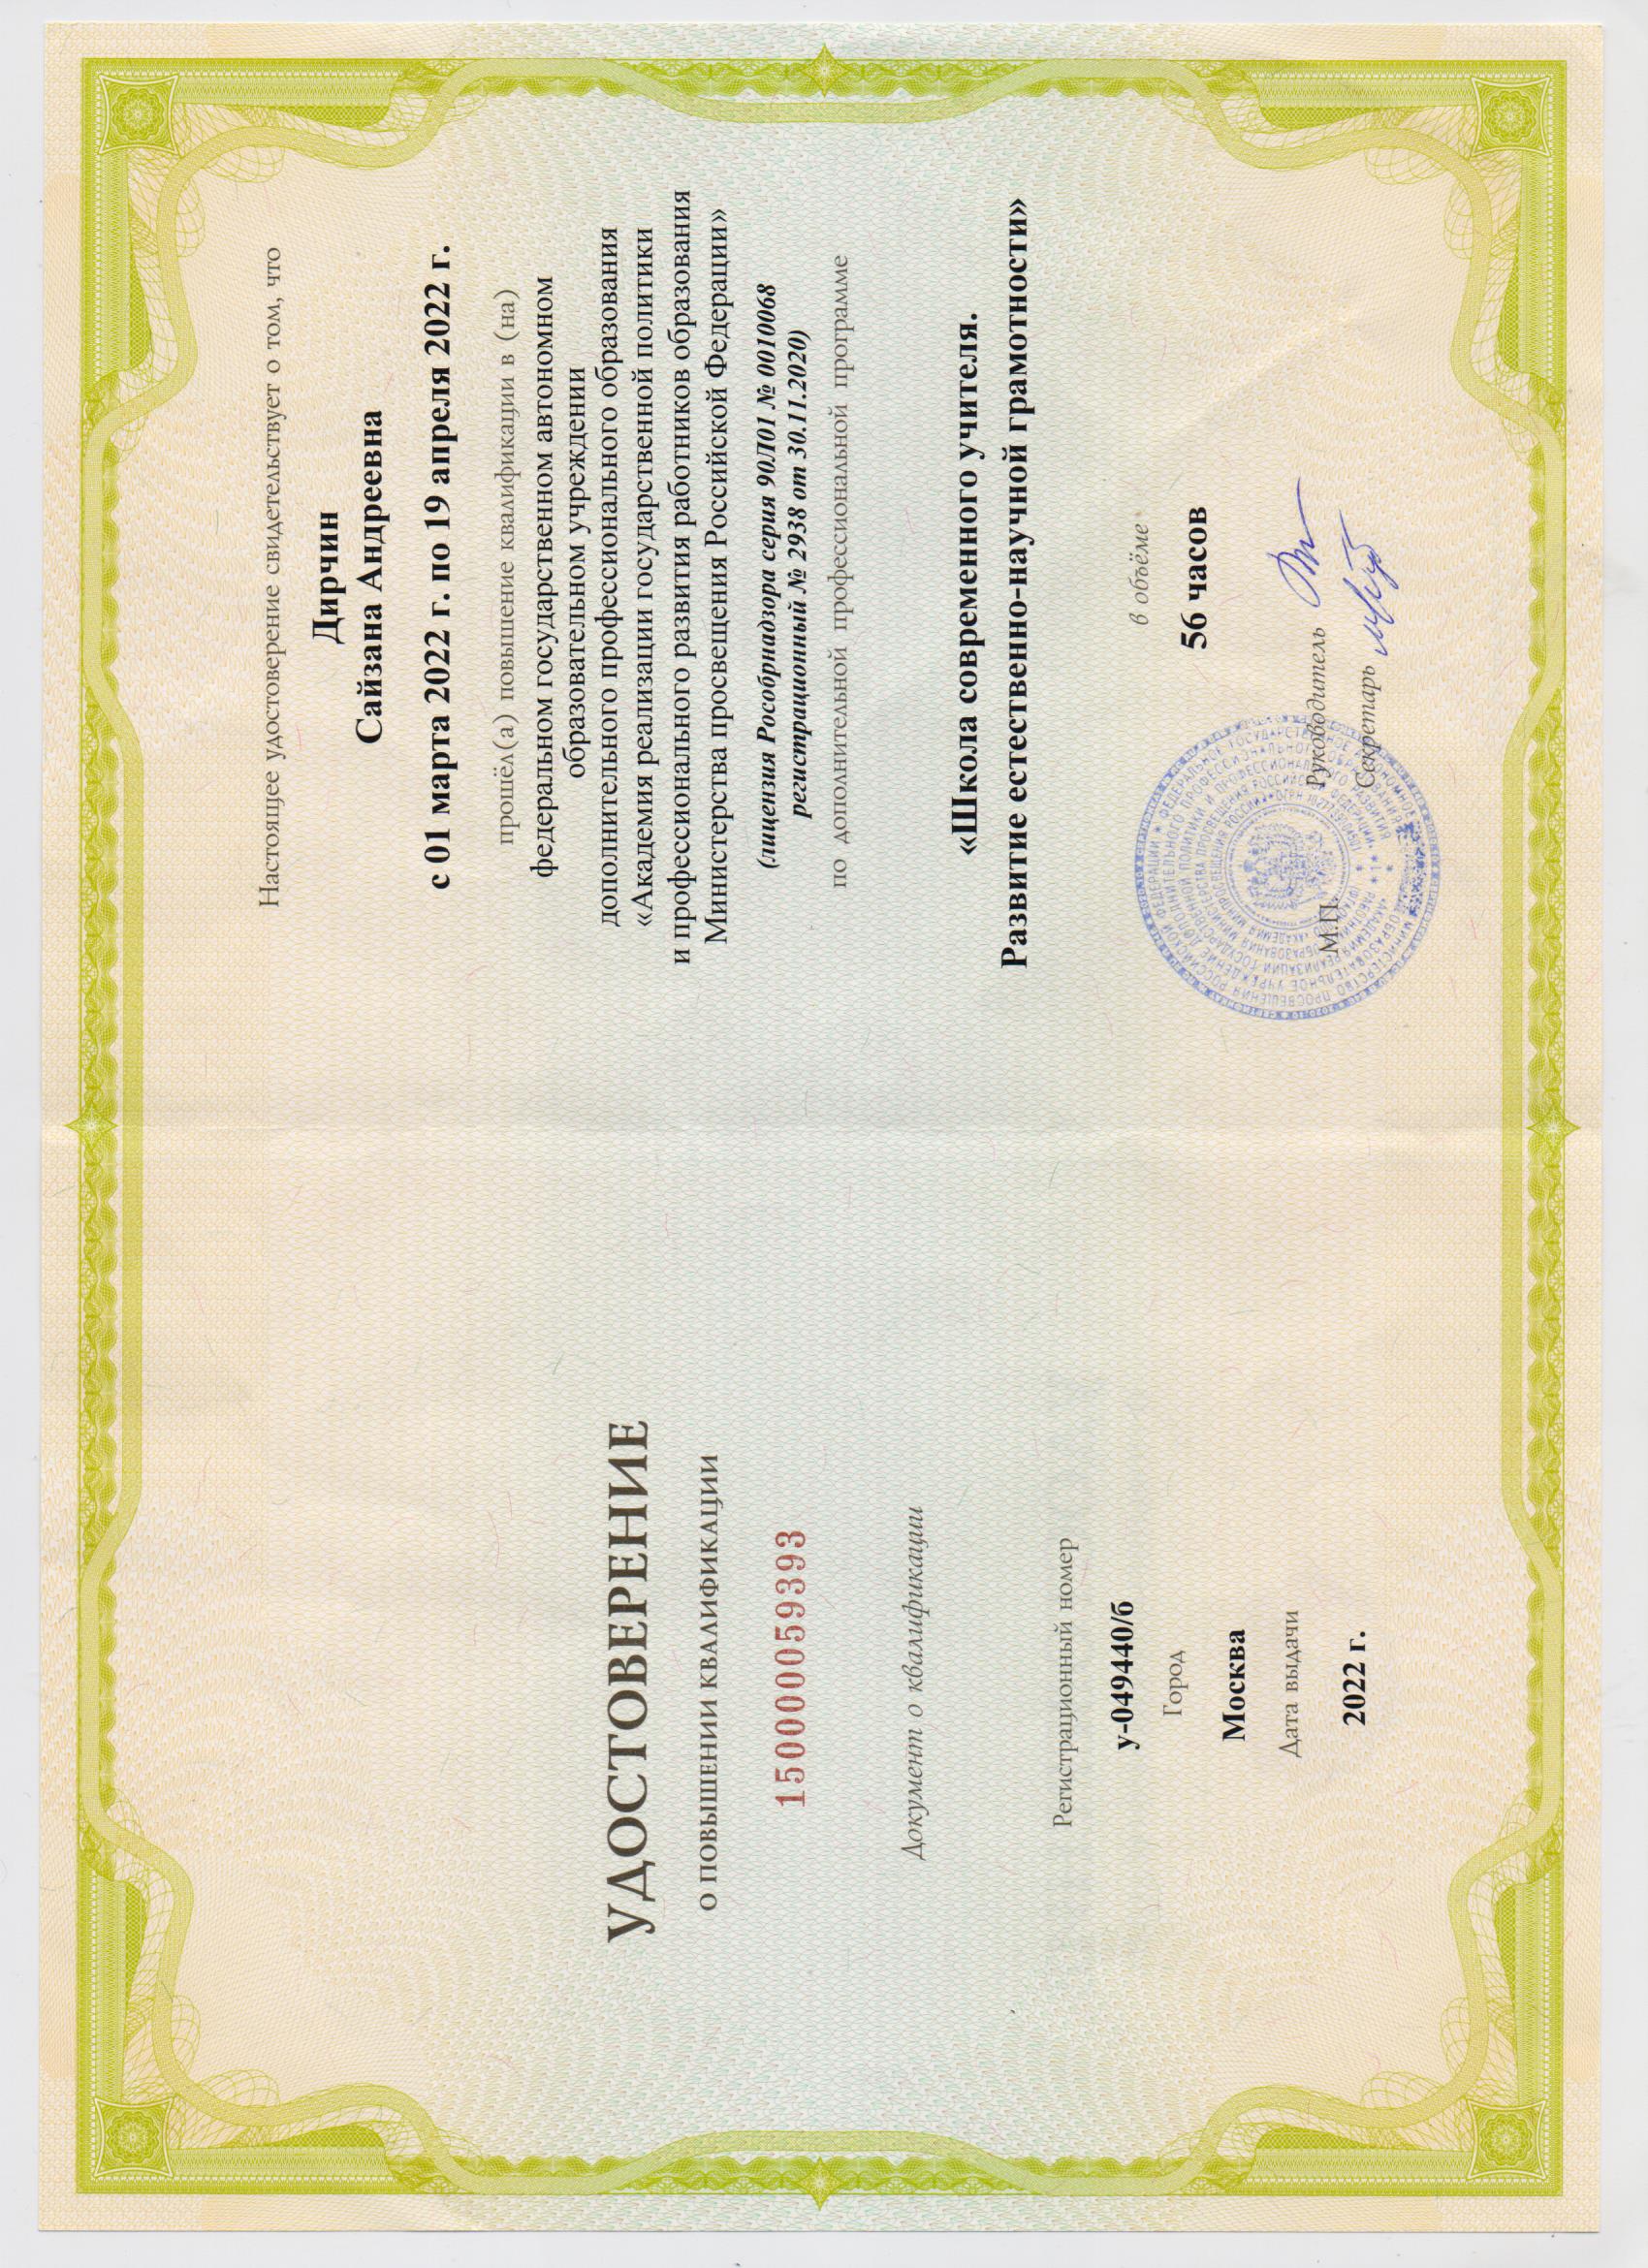 УДОСТОВЕРЕНИЕ
О ПОВЫШЕНИИ КВАЛИФИКАЦИИ
150000059393
Документ о квалификации
Регистрационный номер
у-049440/б
Город
Москва
Дата выдачи
2022 г.
Настоящее удостоверение свидетельствует о том, что
Дирчин
Сайзана Андреевна
с 01 марта 2022 г. по 19 апреля 2022 г.
прошёл(а) повышение квалификации в (на)
федеральном государственном автономном
образовательном учреждении
дополнительного профессионального образования
«Академия реализации государственной политики
и профессионального развития работников образования
Министерства просвещения Российской Федерации»
(лицензия Рособрнадзора серия 90Л01 № 0010068
регистрационный № 2938 от 30.11.2020)
по дополнительной профессиональной программе
«Школа современного учителя.
Развитие естественно-научной грамотности»
в объёме
56 часов
Руководитель
М.П.
Секретарь